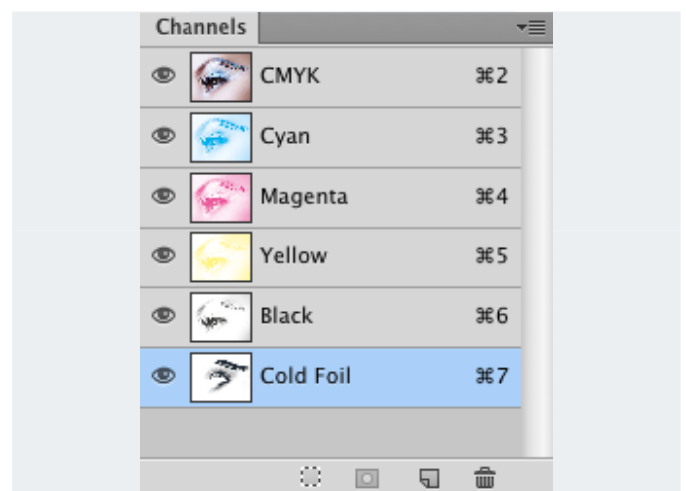 Channels
CMYK ⌘2
Cyan ⌘3
Magenta ⌘4
Yellow ⌘5
Black ⌘6
Cold Foil ⌘7